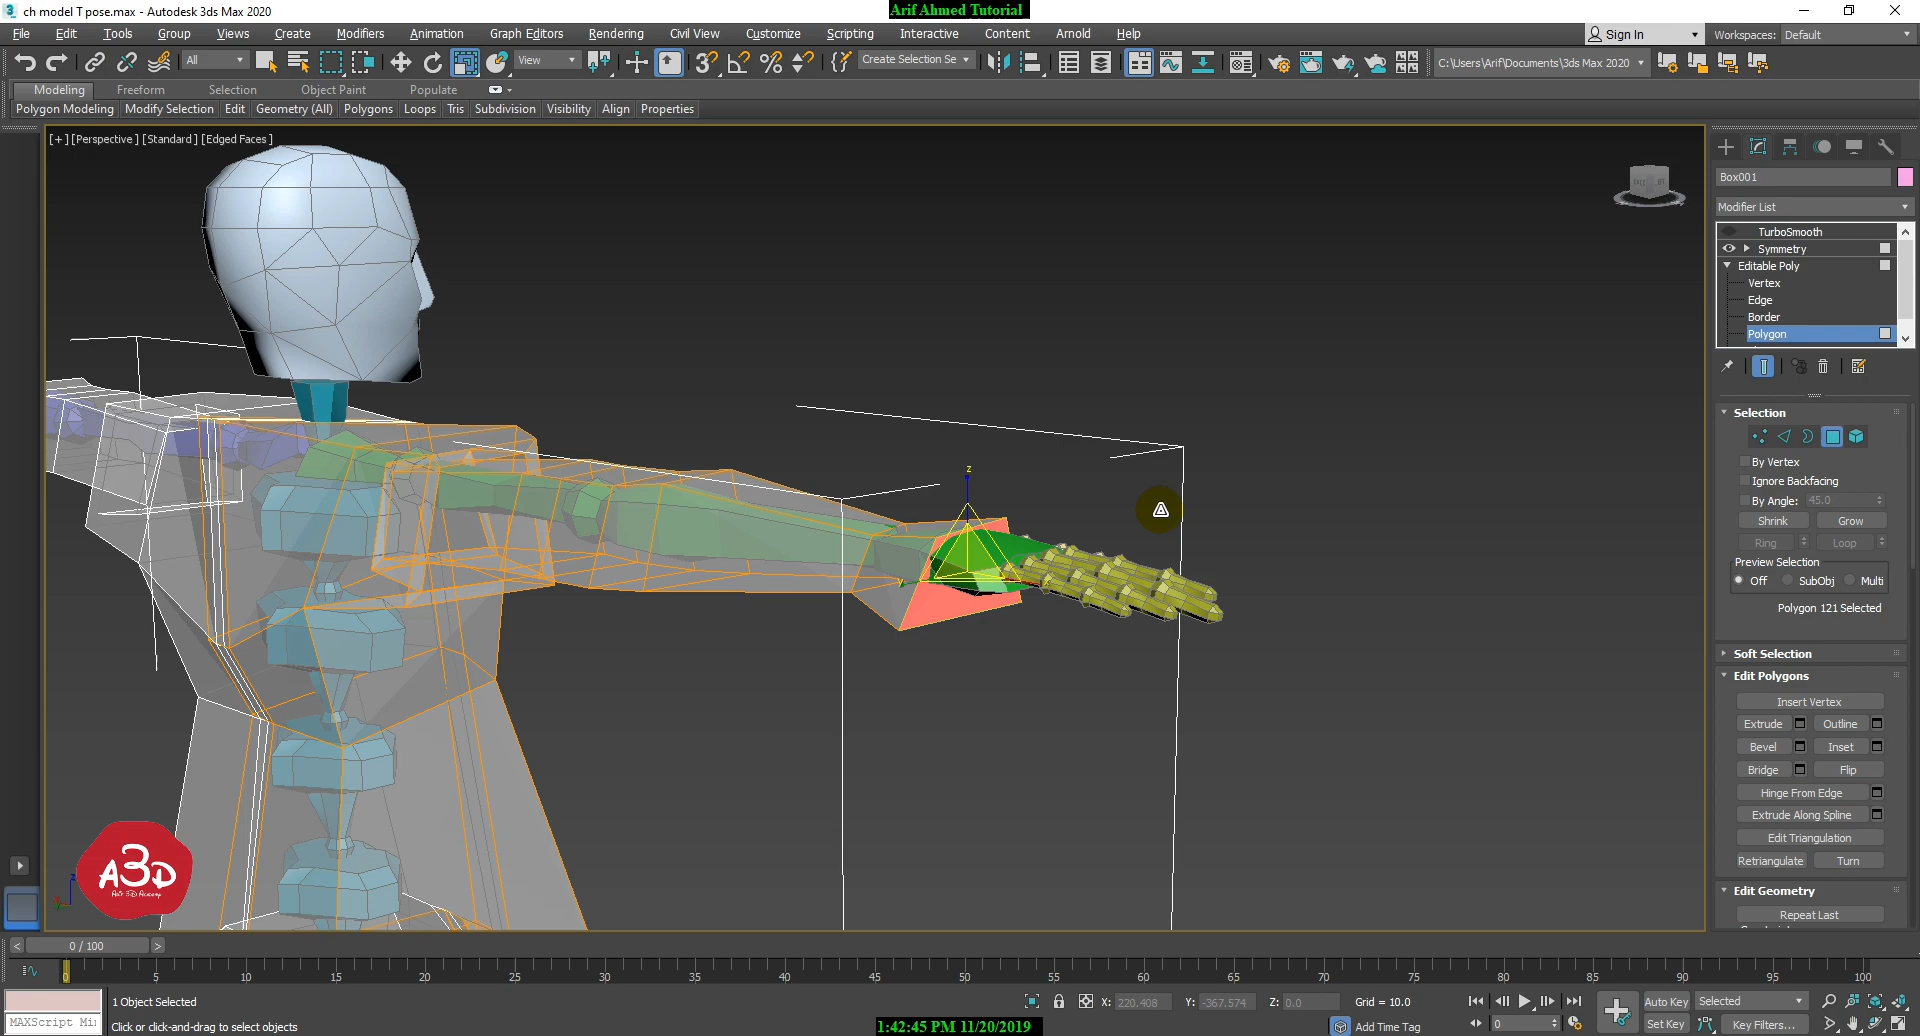 ch model T pose.max - Autodesk 3ds Max 2020
Arif Ahmed Tutorial
File Edit Tools Group Views Create Modifiers Animation Graph Editors Rendering Civil View Customize Scripting Interactive Content Arnold Help
Sign In
Workspaces: Default
All
View
Create Selection Se
C:\Users\Arif\Documents\3ds Max 2020
Modeling Freeform Selection Object Paint Populate
Polygon Modeling Modify Selection Edit Geometry (All) Polygons Loops Tris Subdivision Visibility Align Properties
[+] [Perspective] [Standard] [Edged Faces]
Box001
Modifier List
TurboSmooth
Symmetry
Editable Poly
Vertex
Edge
Border
Polygon
Selection
By Vertex
Ignore Backfacing
By Angle: 45.0
Shrink Grow
Ring Loop
Preview Selection
Off SubObj Multi
Polygon 121 Selected
Soft Selection
Edit Polygons
Insert Vertex
Extrude Outline
Bevel Inset
Bridge Flip
Hinge From Edge
Extrude Along Spline
Edit Triangulation
Retriangulate Turn
Edit Geometry
Repeat Last
z
y
A3D
Arif 3D Academy
z
< 0 / 100 >
0 5 10 15 20 25 30 35 40 45 50 55 60 65 70 75 80 85 90 95 100
1 Object Selected
X: 220.408 Y: -367.574 Z: 0.0 Grid = 10.0
Auto Key Selected
MAXScript Mi
Click or click-and-drag to select objects
1:42:45 PM 11/20/2019
Add Time Tag
0
Set Key Key Filters...